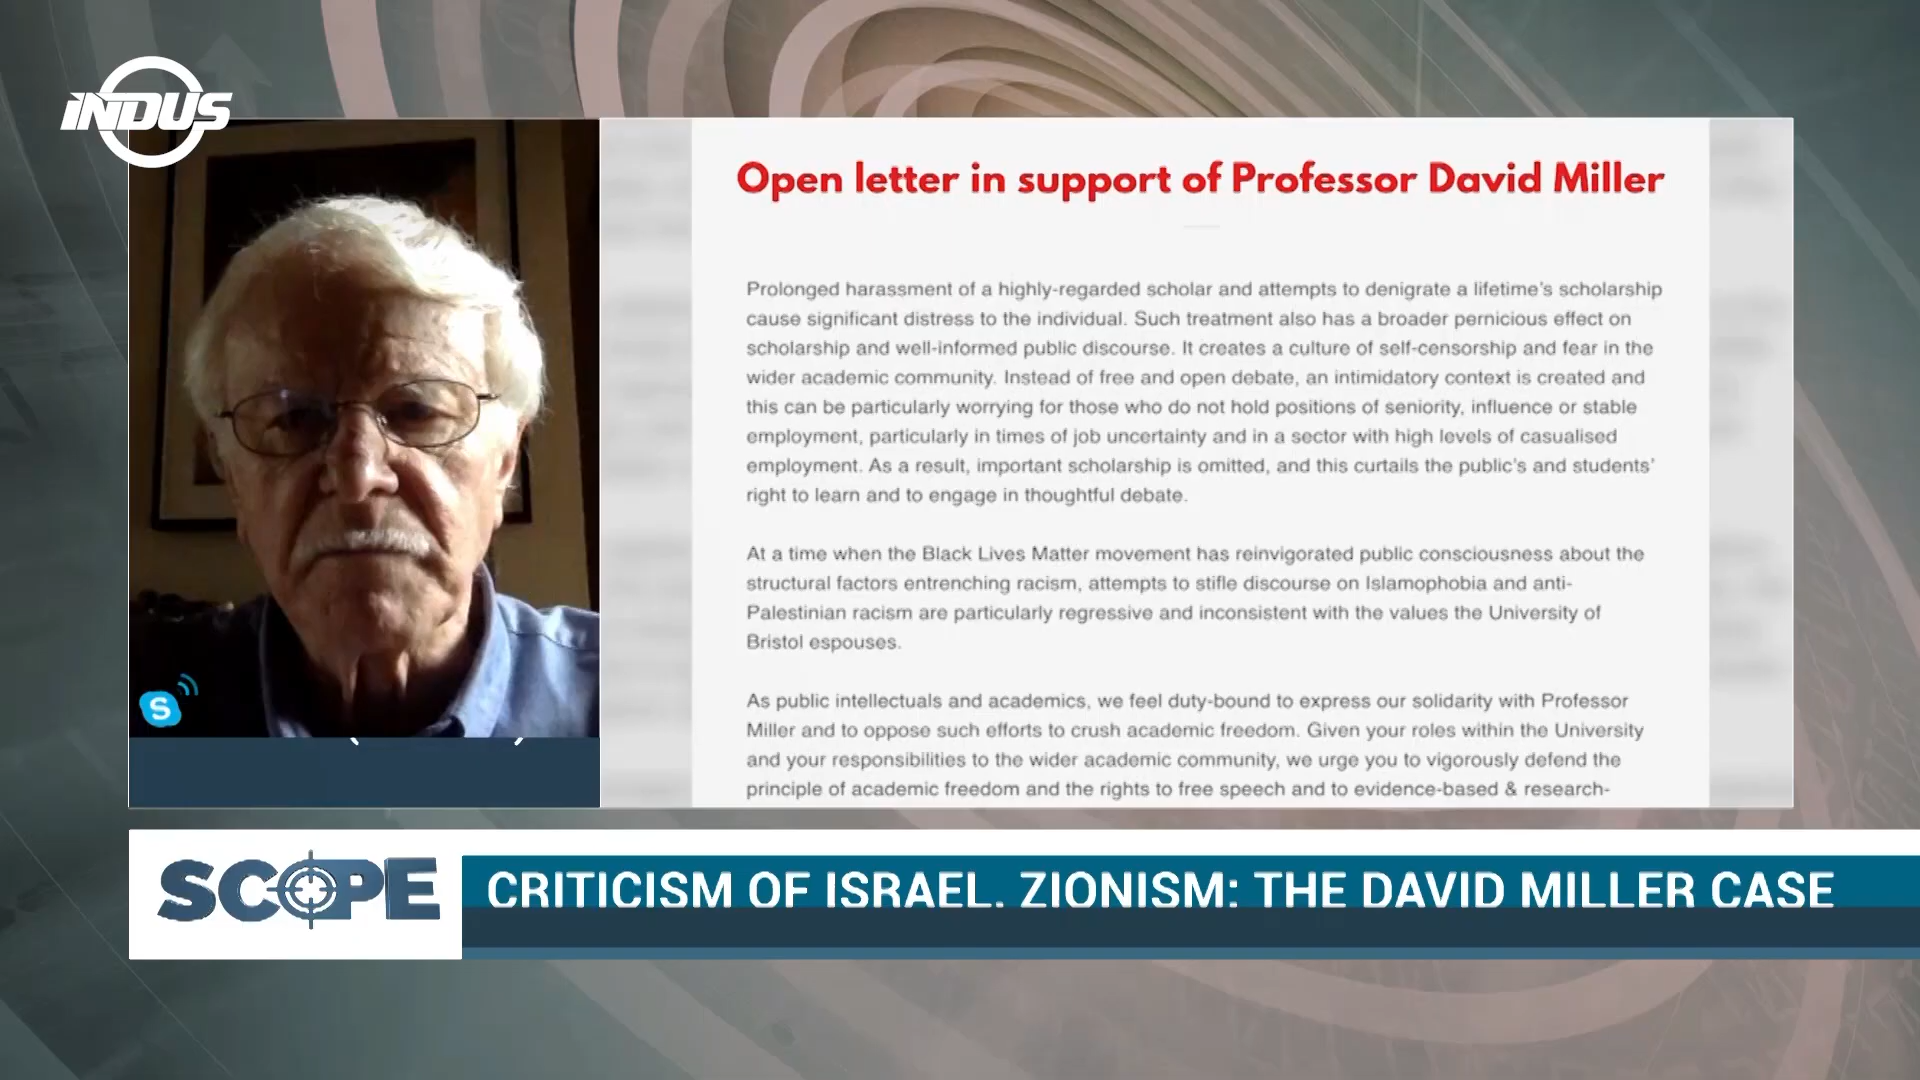 INDUS
Open letter in support of Professor David Miller
Prolonged harassment of a highly-regarded scholar and attempts to denigrate a lifetime's scholarship
cause significant distress to the individual. Such treatment also has a broader pernicious effect on
scholarship and well-informed public discourse. It creates a culture of self-censorship and fear in the
wider academic community. Instead of free and open debate, an intimidatory context is created and
this can be particularly worrying for those who do not hold positions of seniority, influence or stable
employment, particularly in times of job uncertainty and in a sector with high levels of casualised
employment. As a result, important scholarship is omitted, and this curtails the public's and students'
right to learn and to engage in thoughtful debate.
At a time when the Black Lives Matter movement has reinvigorated public consciousness about the
structural factors entrenching racism, attempts to stifle discourse on Islamophobia and anti-
Palestinian racism are particularly regressive and inconsistent with the values the University of
Bristol espouses.
As public intellectuals and academics, we feel duty-bound to express our solidarity with Professor
Miller and to oppose such efforts to crush academic freedom. Given your roles within the University
and your responsibilities to the wider academic community, we urge you to vigorously defend the
principle of academic freedom and the rights to free speech and to evidence-based & research-
S
SCOPE
CRITICISM OF ISRAEL, ZIONISM: THE DAVID MILLER CASE